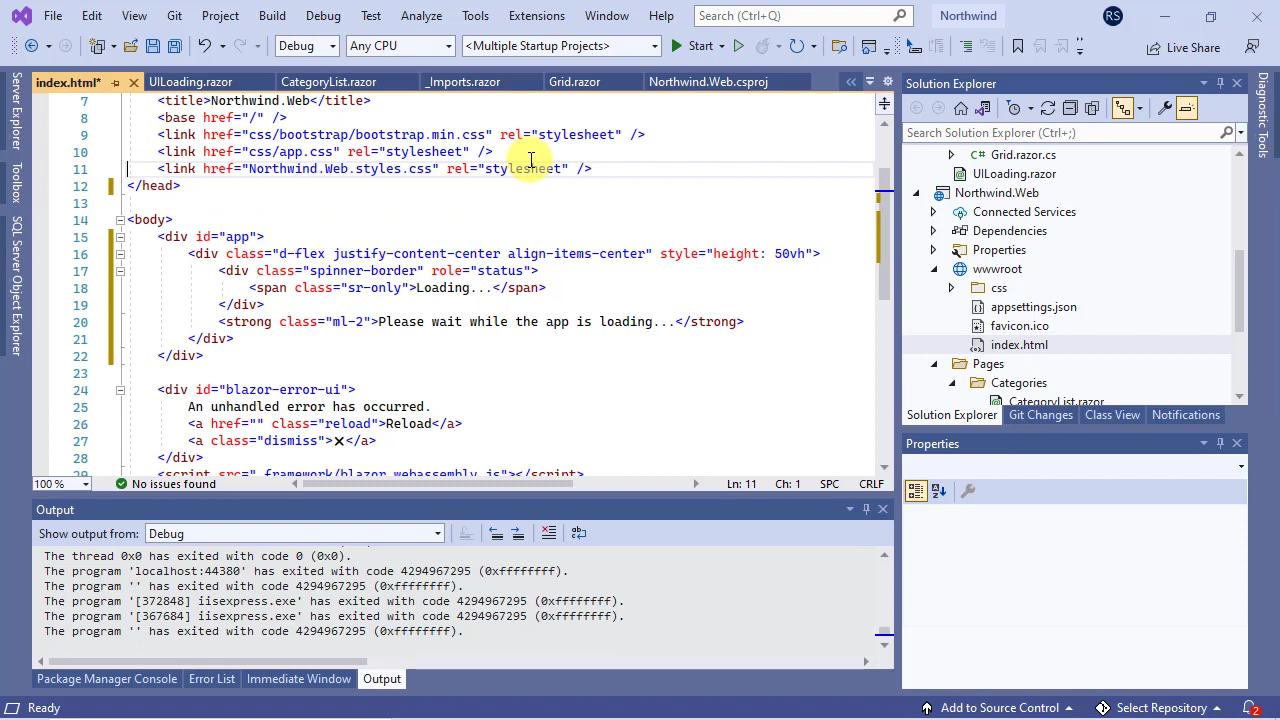 File Edit View Git Project Build Debug Test Analyze Tools Extensions Window Help Search (Ctrl+Q) Northwind RS
Debug Any CPU <Multiple Startup Projects> Start Live Share
Server Explorer
Toolbox
SQL Server Object Explorer
index.html* UILoading.razor CategoryList.razor _Imports.razor Grid.razor Northwind.Web.csproj
7 <title>Northwind.Web</title>
8 <base href="/" />
9 <link href="css/bootstrap/bootstrap.min.css" rel="stylesheet" />
10 <link href="css/app.css" rel="stylesheet" />
11 <link href="Northwind.Web.styles.css" rel="stylesheet" />
12 </head>
13
14 <body>
15 <div id="app">
16 <div class="d-flex justify-content-center align-items-center" style="height: 50vh">
17 <div class="spinner-border" role="status">
18 <span class="sr-only">Loading...</span>
19 </div>
20 <strong class="ml-2">Please wait while the app is loading...</strong>
21 </div>
22 </div>
23
24 <div id="blazor-error-ui">
25 An unhandled error has occurred.
26 <a href="" class="reload">Reload</a>
27 <a class="dismiss">🗙</a>
28 </div>
29 <script src="_framework/blazor.webassembly.js"></script>
100 % No issues found Ln: 11 Ch: 1 SPC CRLF
Output
Show output from: Debug
The thread 0x0 has exited with code 0 (0x0).
The program 'localhost:44380' has exited with code 4294967295 (0xffffffff).
The program '' has exited with code 4294967295 (0xffffffff).
The program '[372848] iisexpress.exe' has exited with code 4294967295 (0xffffffff).
The program '[367684] iisexpress.exe' has exited with code 4294967295 (0xffffffff).
The program '' has exited with code 4294967295 (0xffffffff).
Package Manager Console Error List Immediate Window Output
Solution Explorer
Search Solution Explorer (Ctrl+;)
Grid.razor.cs
UILoading.razor
Northwind.Web
Connected Services
Dependencies
Properties
wwwroot
css
appsettings.json
favicon.ico
index.html
Pages
Categories
CategoryList.razor
Solution Explorer Git Changes Class View Notifications
Properties
Diagnostic Tools
Ready Add to Source Control Select Repository 2